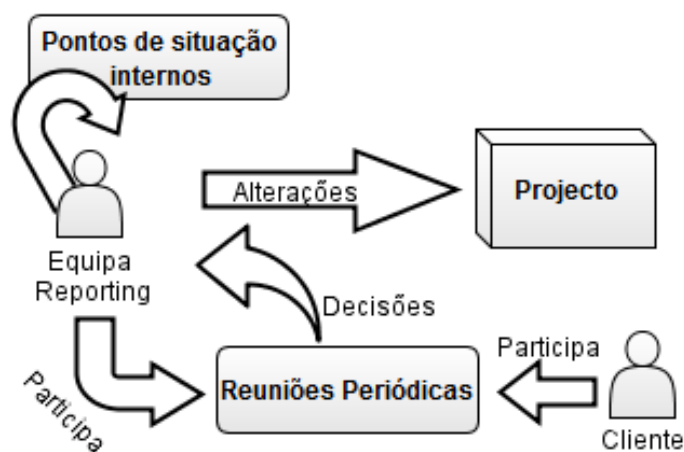 Pontos de situação
internos
Alterações
Projecto
Equipa
Reporting
Decisões
Participa
Reuniões Periódicas
Participa
Cliente